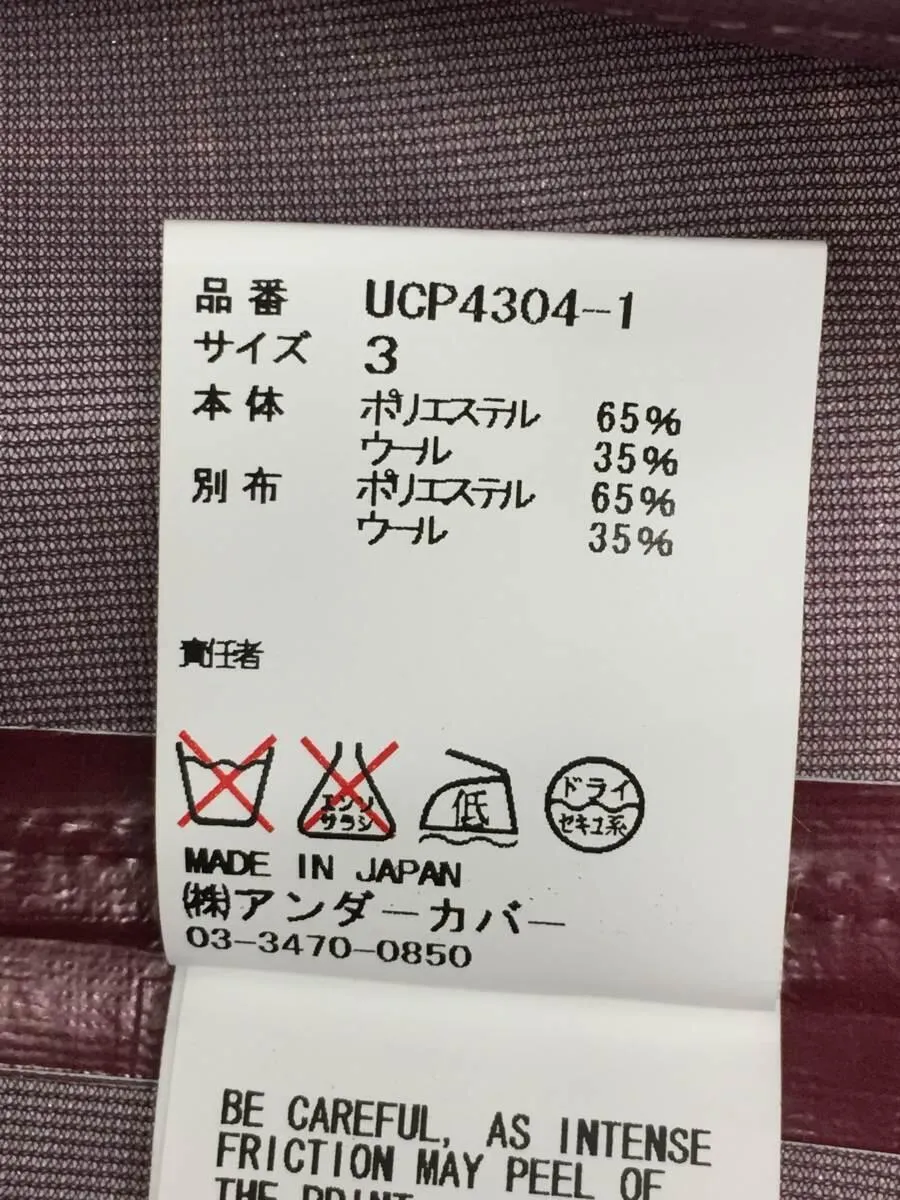 品番 UCP4304-1
サイズ 3
本体 ポリエステル 65%
ウール 35%
別布 ポリエステル 65%
ウール 35%
責任者
エンソ
サラシ
低
ドライ
セキユ系
MADE IN JAPAN
(株)アンダーカバー
03-3470-0850
BE CAREFUL, AS INTENSE
FRICTION MAY PEEL OF
THE PRINT